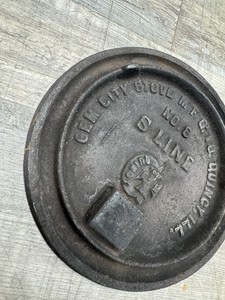 GEM CITY STOVE M'F'G. CO. QUINCY, ILL.
NO. 8
S LINE